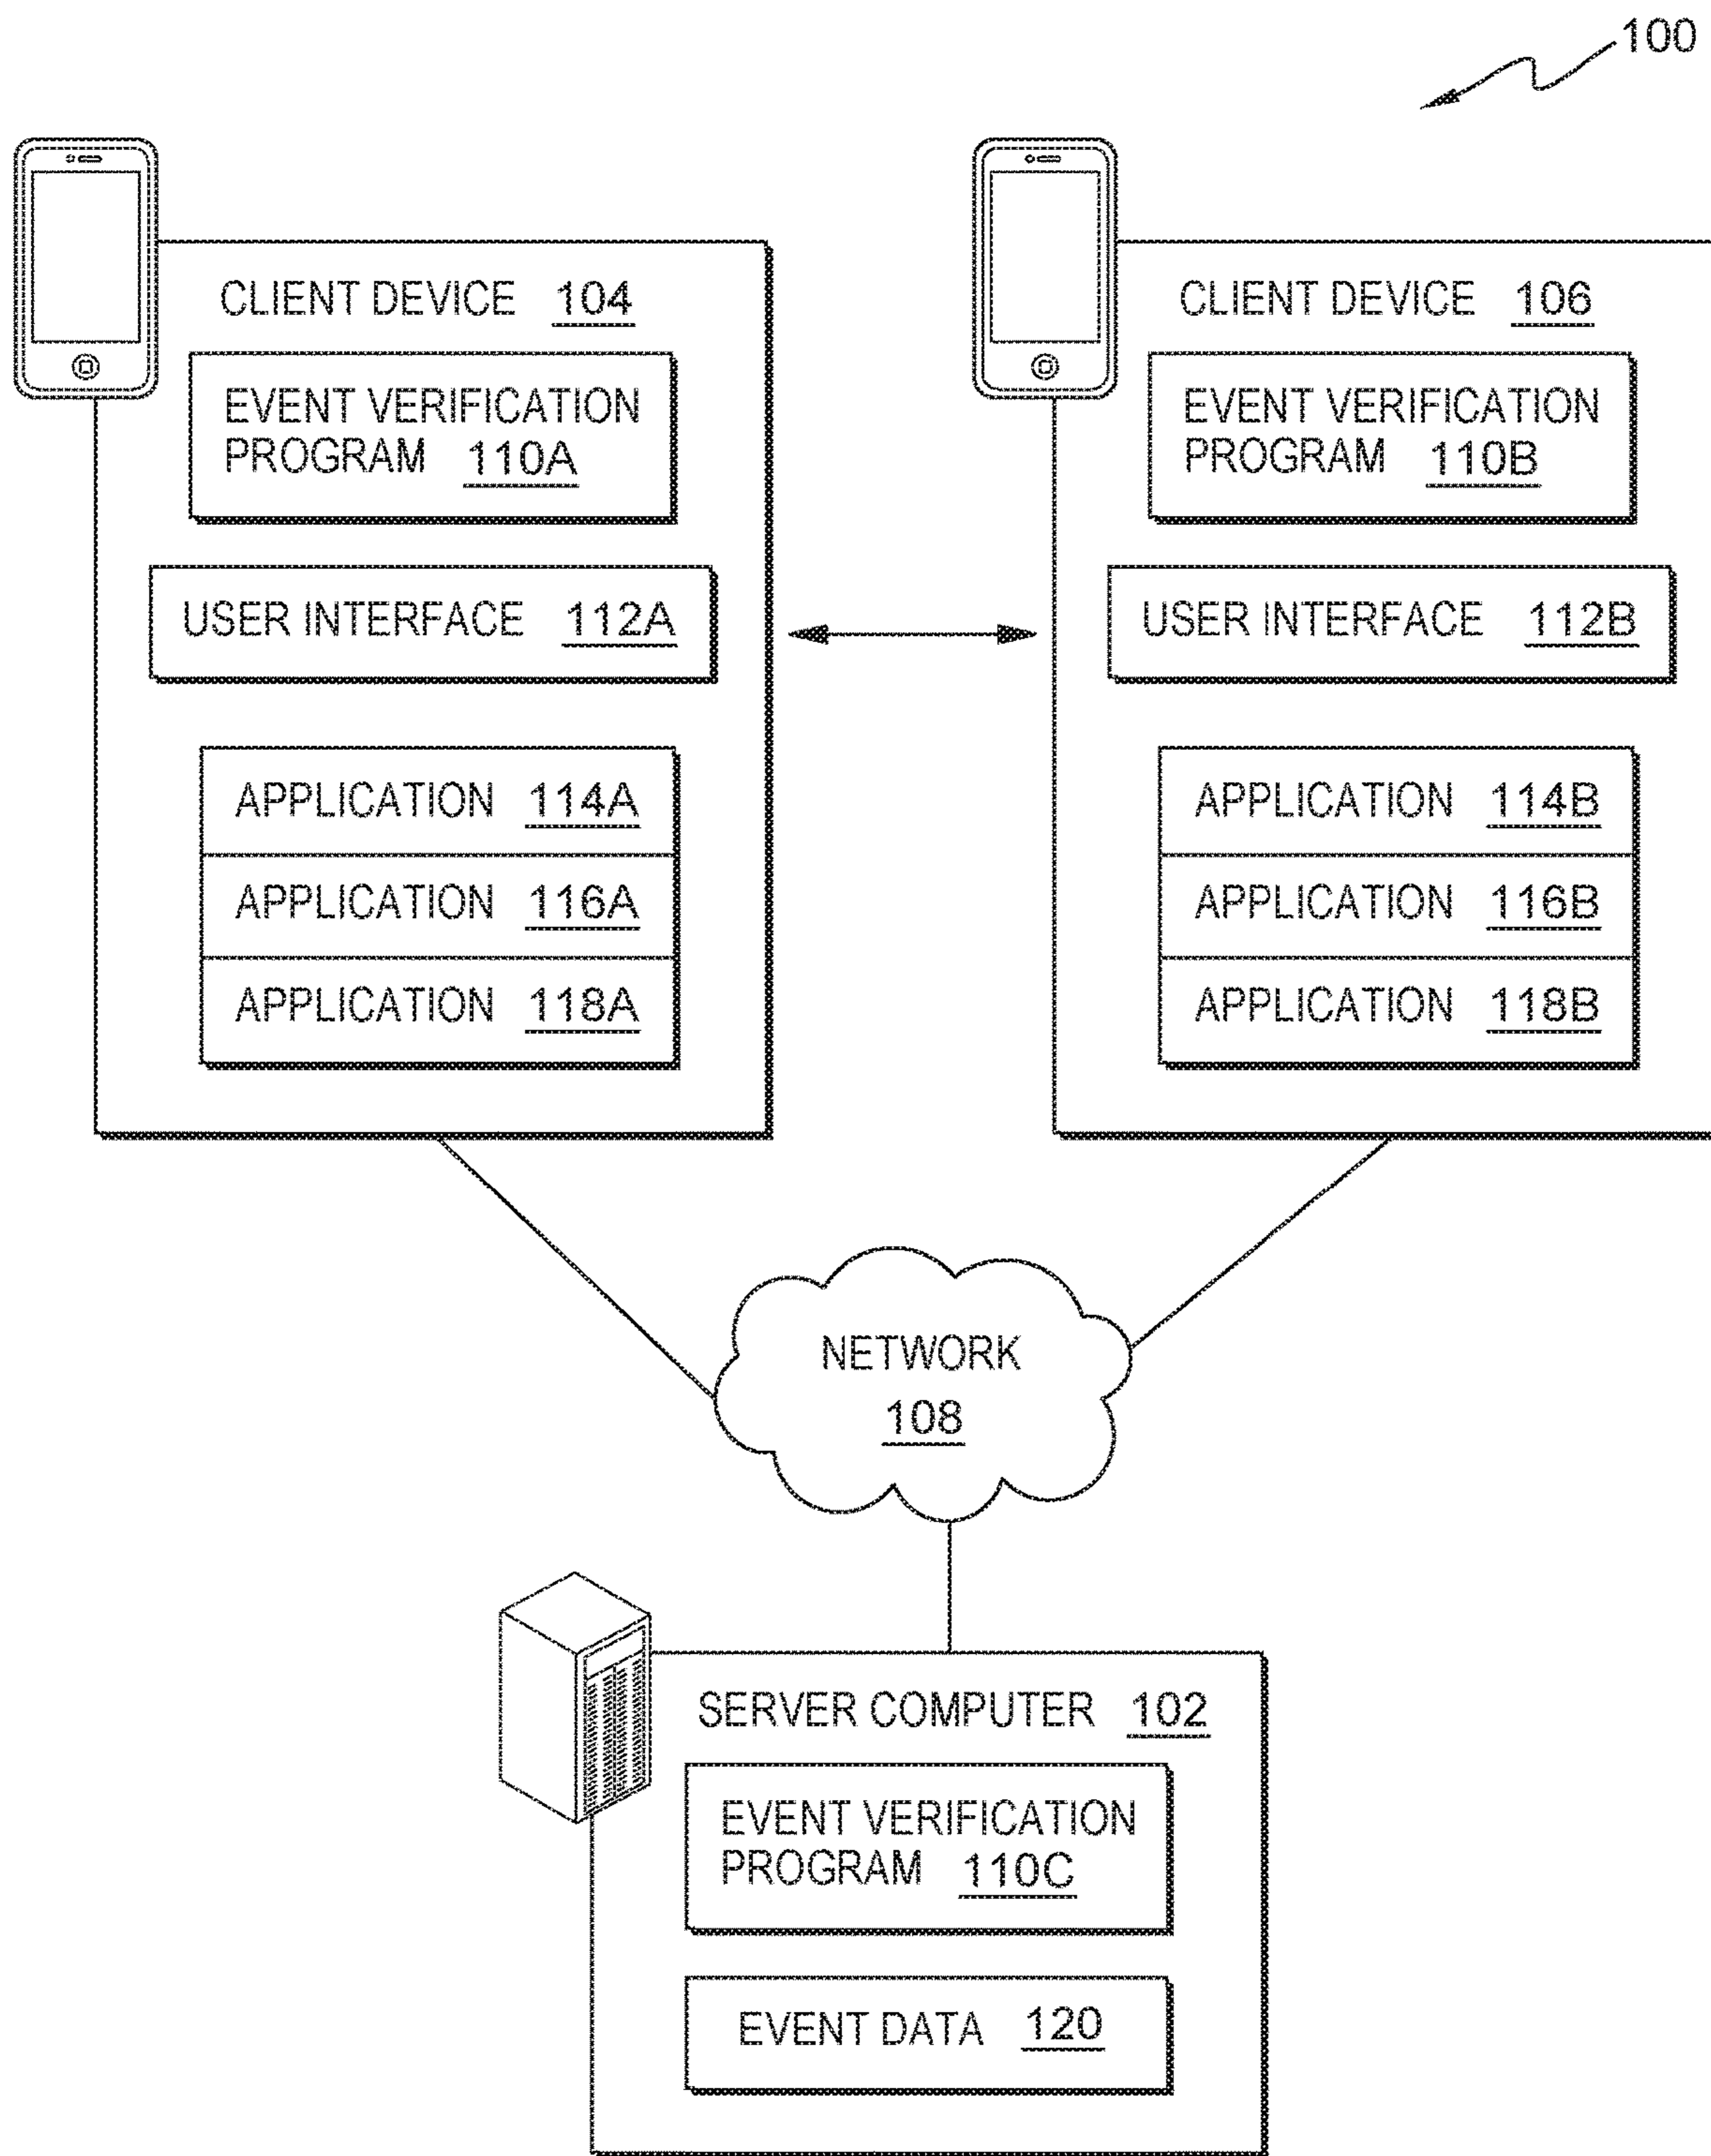 100
CLIENT DEVICE 104
EVENT VERIFICATION
PROGRAM 110A
USER INTERFACE 112A
APPLICATION 114A
APPLICATION 116A
APPLICATION 118A
CLIENT DEVICE 106
EVENT VERIFICATION
PROGRAM 110B
USER INTERFACE 112B
APPLICATION 114B
APPLICATION 116B
APPLICATION 118B
NETWORK
108
SERVER COMPUTER 102
EVENT VERIFICATION
PROGRAM 110C
EVENT DATA 120